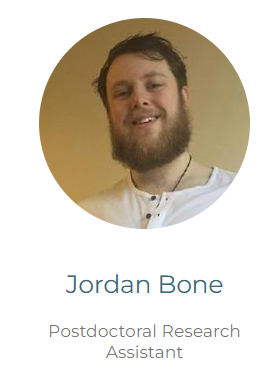 Jordan Bone
Postdoctoral Research
Assistant